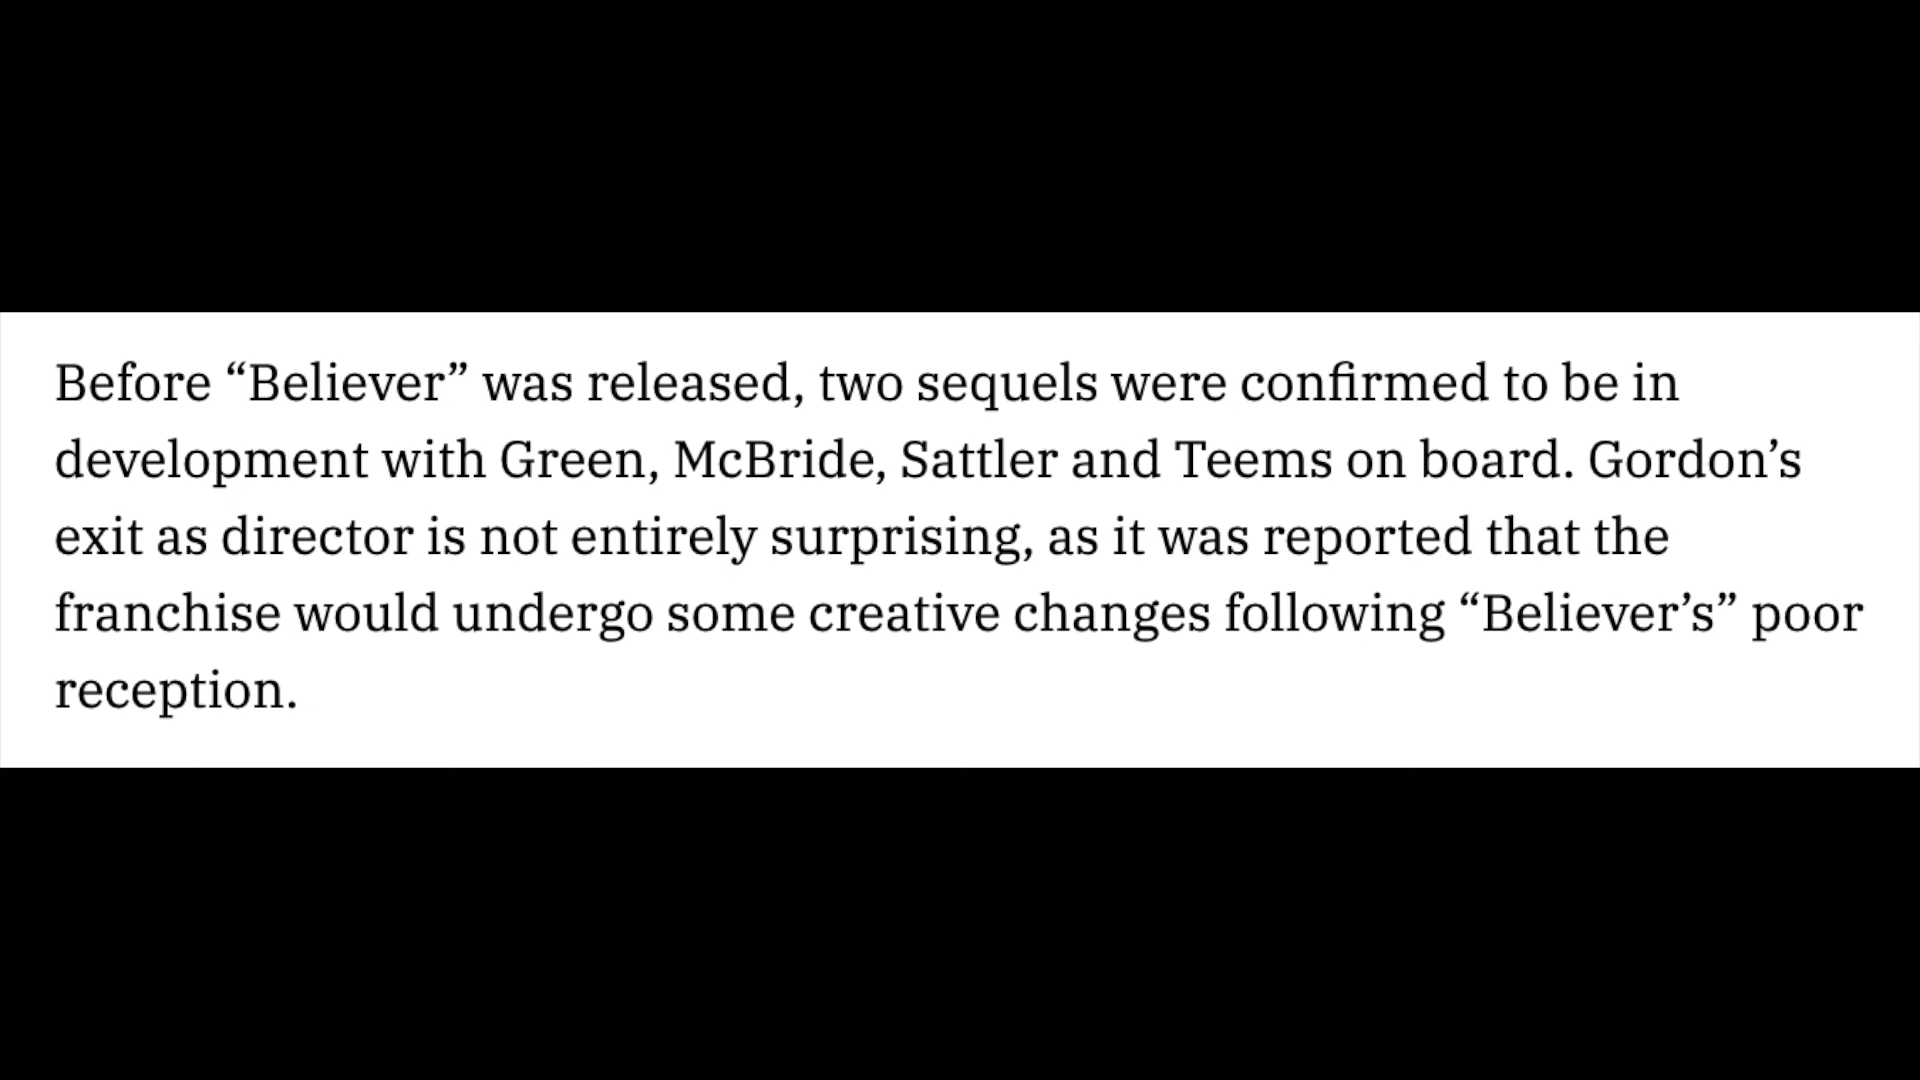 Before “Believer” was released, two sequels were confirmed to be in
development with Green, McBride, Sattler and Teems on board. Gordon’s
exit as director is not entirely surprising, as it was reported that the
franchise would undergo some creative changes following “Believer’s” poor
reception.